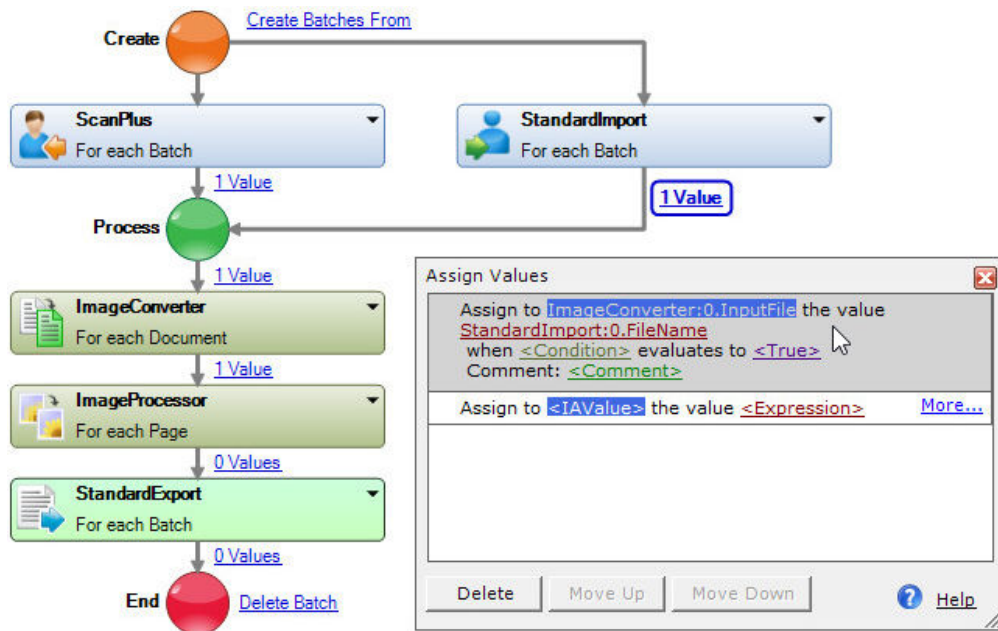 Create Batches From
Create
ScanPlus
For each Batch
StandardImport
For each Batch
1 Value
1 Value
Process
1 Value
ImageConverter
For each Document
1 Value
ImageProcessor
For each Page
0 Values
StandardExport
For each Batch
0 Values
End
Delete Batch
Assign Values
Assign to ImageConverter:0.InputFile the value
StandardImport:0.FileName
when <Condition> evaluates to <True>
Comment: <Comment>
Assign to <IAValue> the value <Expression> More...
Delete Move Up Move Down ? Help